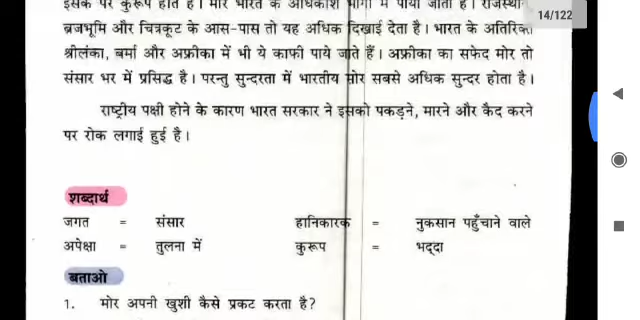 इसके पर कुरूप होते हैं। मोर भारत के अधिकांश भागों में पाया जाता है। राजस्थान,
14/122
ब्रजभूमि और चित्रकूट के आस-पास तो यह अधिक दिखाई देता है। भारत के अतिरिक्त
श्रीलंका, बर्मा और अफ्रीका में भी ये काफी पाये जाते हैं। अफ्रीका का सफेद मोर तो
संसार भर में प्रसिद्ध है। परन्तु सुन्दरता में भारतीय मोर सबसे अधिक सुन्दर होता है।
राष्ट्रीय पक्षी होने के कारण भारत सरकार ने इसको पकड़ने, मारने और कैद करने
पर रोक लगाई हुई है।
शब्दार्थ
जगत = संसार हानिकारक = नुकसान पहुँचाने वाले
अपेक्षा = तुलना में कुरूप = भद्दा
बताओ
1. मोर अपनी खुशी कैसे प्रकट करता है?